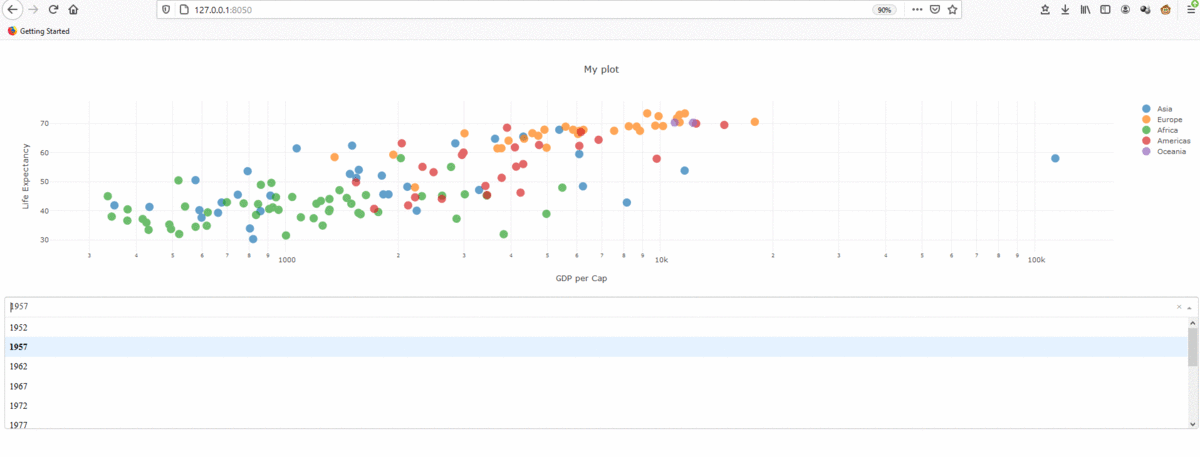 127.0.0.1:8050
90%
Getting Started
My plot
Asia
Europe
Africa
Americas
Oceania
Life Expectancy
70
60
50
40
30
3 4 5 6 7 8 9 1000 2 3 4 5 6 7 8 9 10k 2 3 4 5 6 7 8 9 100k
GDP per Cap
1957
1952
1957
1962
1967
1972
1977